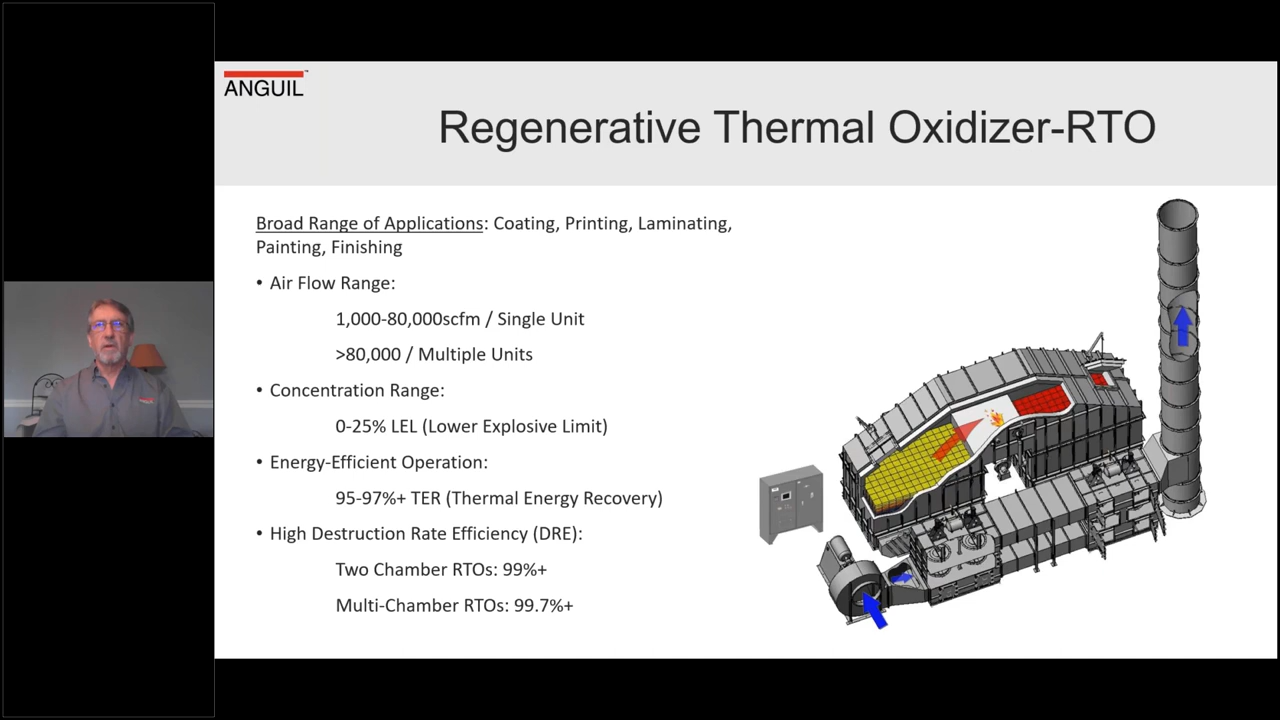 ANGUIL
Regenerative Thermal Oxidizer-RTO
Broad Range of Applications: Coating, Printing, Laminating,
Painting, Finishing
• Air Flow Range:
1,000-80,000scfm / Single Unit
>80,000 / Multiple Units
• Concentration Range:
0-25% LEL (Lower Explosive Limit)
• Energy-Efficient Operation:
95-97%+ TER (Thermal Energy Recovery)
• High Destruction Rate Efficiency (DRE):
Two Chamber RTOs: 99%+
Multi-Chamber RTOs: 99.7%+